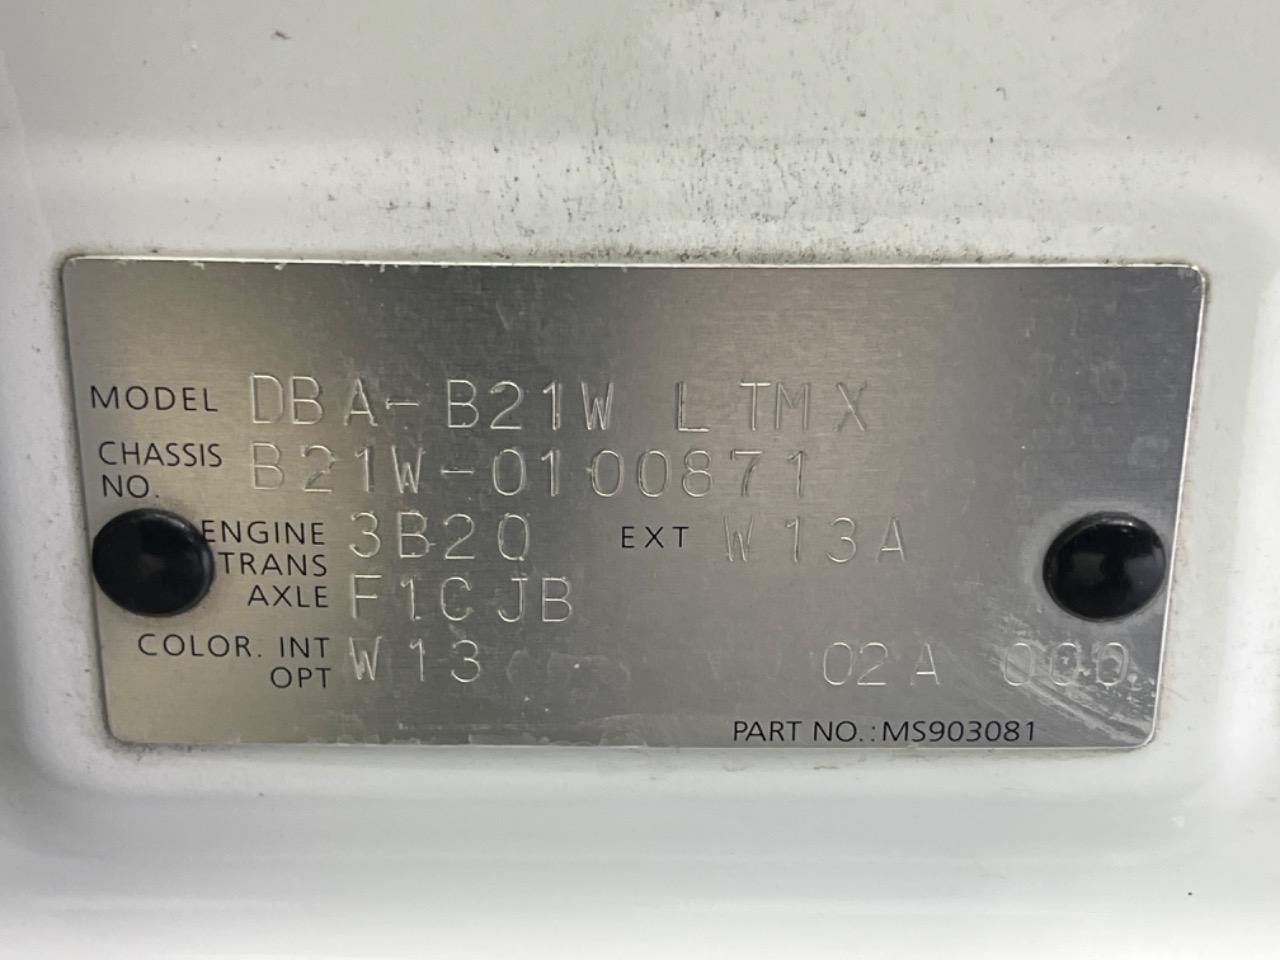 MODEL DBA-B21W LTMX
CHASSIS NO. B21W-0100871
ENGINE 3B20 EXT W13A
TRANS AXLE F1CJB
COLOR. INT OPT W13 02A 000
PART NO.:MS903081